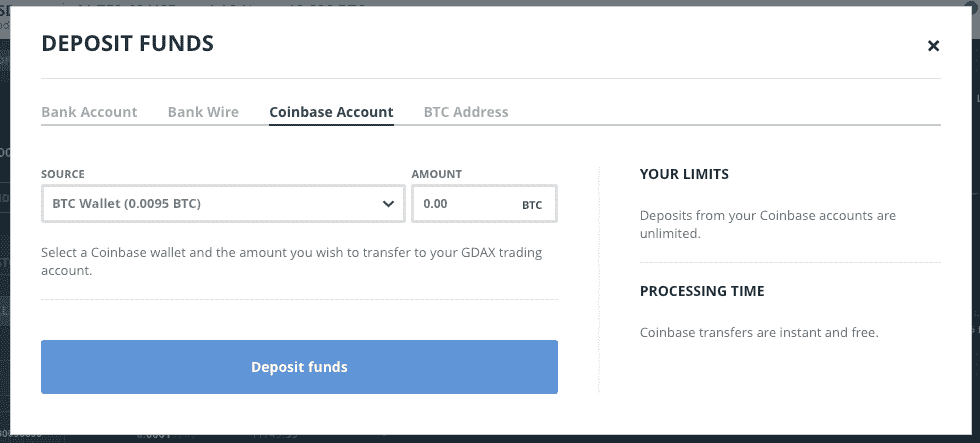 DEPOSIT FUNDS
Bank Account Bank Wire Coinbase Account BTC Address
SOURCE AMOUNT
BTC Wallet (0.0095 BTC) 0.00 BTC
Select a Coinbase wallet and the amount you wish to transfer to your GDAX trading
account.
Deposit funds
YOUR LIMITS
Deposits from your Coinbase accounts are
unlimited.
PROCESSING TIME
Coinbase transfers are instant and free.